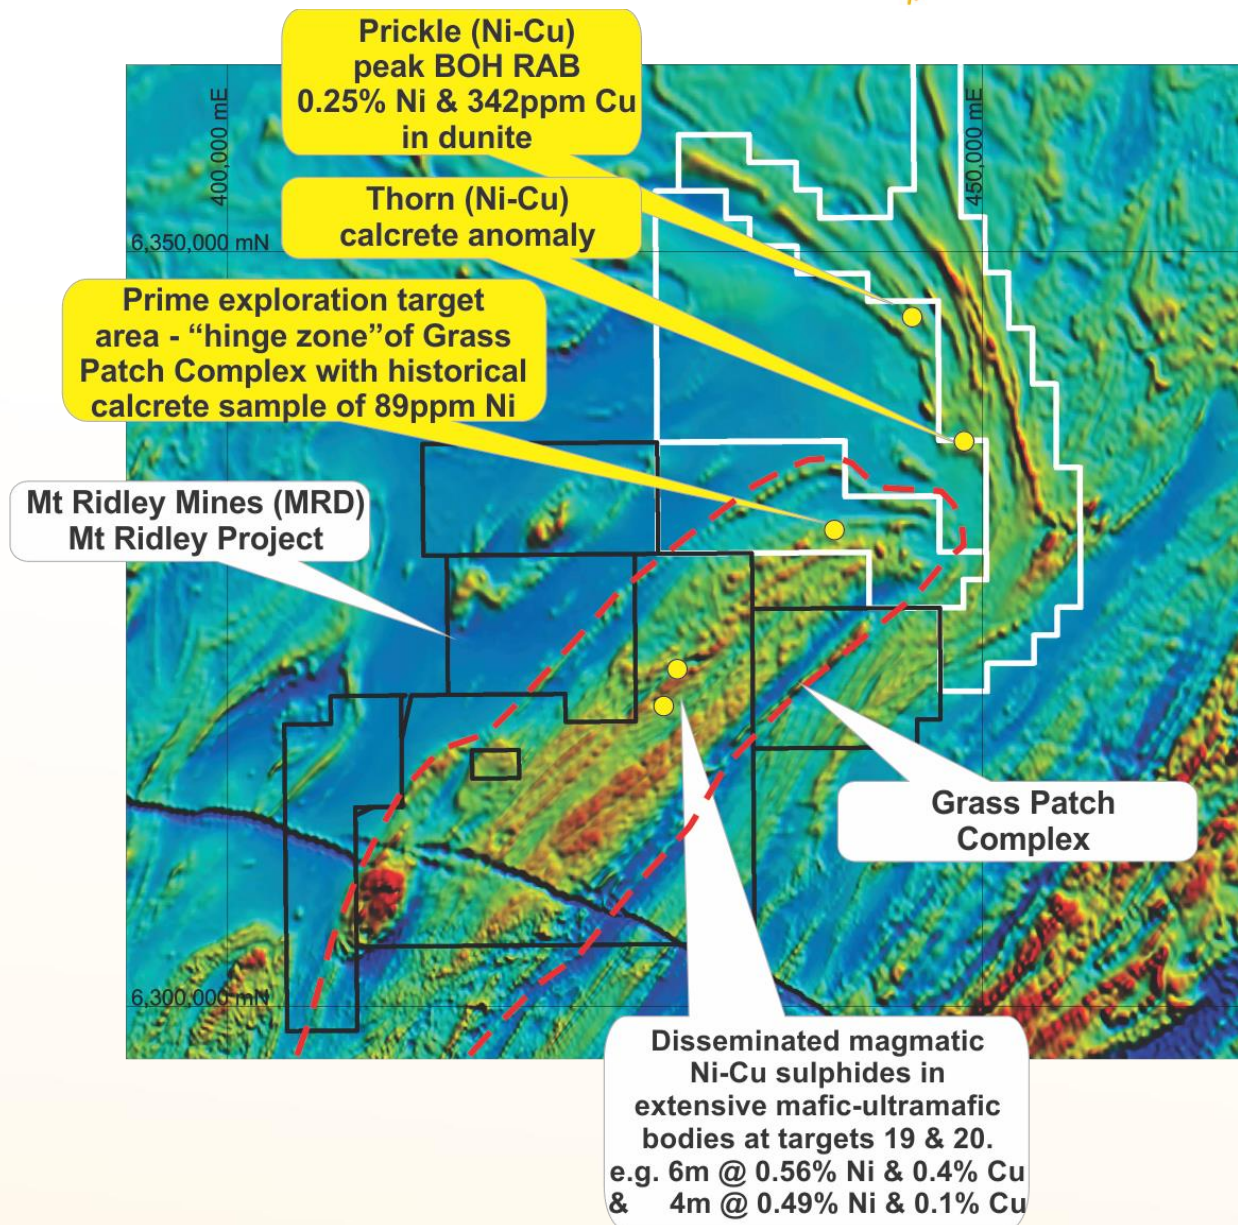 Prickle (Ni-Cu)
peak BOH RAB
0.25% Ni & 342ppm Cu
in dunite
400,000 mE
450,000 mE
Thorn (Ni-Cu)
calcrete anomaly
6,350,000 mN
Prime exploration target
area - “hinge zone”of Grass
Patch Complex with historical
calcrete sample of 89ppm Ni
Mt Ridley Mines (MRD)
Mt Ridley Project
Grass Patch
Complex
6,300,000 mN
Disseminated magmatic
Ni-Cu sulphides in
extensive mafic-ultramafic
bodies at targets 19 & 20.
e.g. 6m @ 0.56% Ni & 0.4% Cu
& 4m @ 0.49% Ni & 0.1% Cu